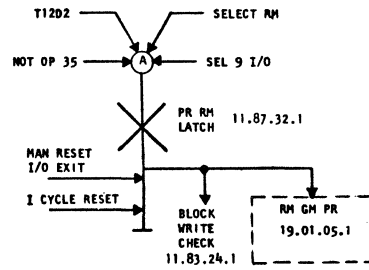 T12D2
SELECT RM
NOT OP 35
A
SEL 9 I/O
PR RM
LATCH
11.87.32.1
MAN RESET
I/O EXIT
I CYCLE RESET
BLOCK
WRITE
CHECK
11.83.24.1
RM GM PR
19.01.05.1